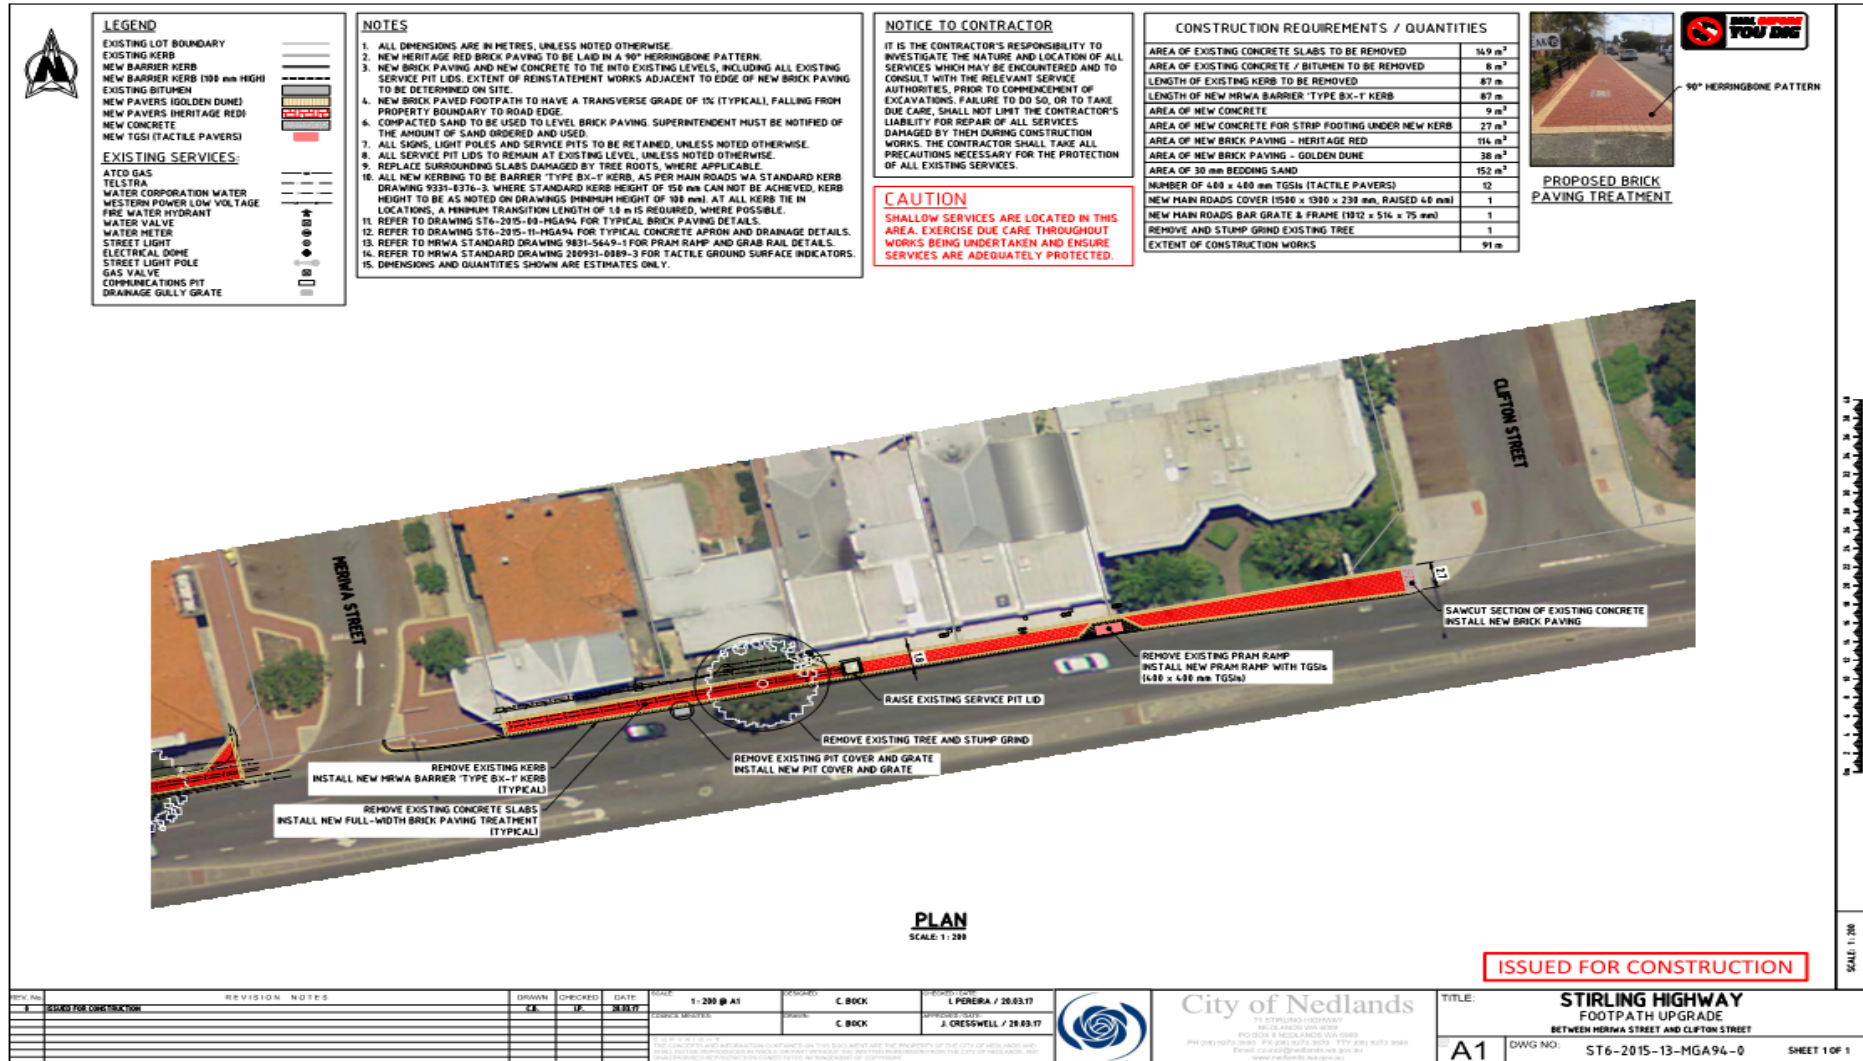 LEGEND
EXISTING LOT BOUNDARY
EXISTING KERB
NEW BARRIER KERB
NEW BARRIER KERB (100 mm HIGH)
EXISTING BITUMEN
NEW PAVERS (GOLDEN DUNE)
NEW PAVERS (HERITAGE RED)
NEW CONCRETE
NEW TGSI (TACTILE PAVERS)
EXISTING SERVICES:
ATCO GAS
TELSTRA
WATER CORPORATION WATER
WESTERN POWER LOW VOLTAGE
FIRE WATER HYDRANT
WATER VALVE
WATER METER
STREET LIGHT
ELECTRICAL DOME
STREET LIGHT POLE
GAS VALVE
COMMUNICATIONS PIT
DRAINAGE GULLY GRATE
NOTES
1. ALL DIMENSIONS ARE IN METRES, UNLESS NOTED OTHERWISE.
2. NEW HERITAGE RED BRICK PAVING TO BE LAID IN A 90° HERRINGBONE PATTERN.
3. NEW BRICK PAVING AND NEW CONCRETE TO TIE INTO EXISTING LEVELS, INCLUDING ALL EXISTING
SERVICE PIT LIDS. EXTENT OF REINSTATEMENT WORKS ADJACENT TO EDGE OF NEW BRICK PAVING
TO BE DETERMINED ON SITE.
4. NEW BRICK PAVED FOOTPATH TO HAVE A TRANSVERSE GRADE OF 1% (TYPICAL), FALLING FROM
PROPERTY BOUNDARY TO ROAD EDGE.
6. COMPACTED SAND TO BE USED TO LEVEL BRICK PAVING. SUPERINTENDENT MUST BE NOTIFIED OF
THE AMOUNT OF SAND ORDERED AND USED.
7. ALL SIGNS, LIGHT POLES AND SERVICE PITS TO BE RETAINED, UNLESS NOTED OTHERWISE.
8. ALL SERVICE PIT LIDS TO REMAIN AT EXISTING LEVEL, UNLESS NOTED OTHERWISE.
9. REPLACE SURROUNDING SLABS DAMAGED BY TREE ROOTS, WHERE APPLICABLE.
10. ALL NEW KERBING TO BE BARRIER 'TYPE BX-1' KERB, AS PER MAIN ROADS WA STANDARD KERB
DRAWING 9331-0376-3. WHERE STANDARD KERB HEIGHT OF 150 mm CAN NOT BE ACHIEVED, KERB
HEIGHT TO BE AS NOTED ON DRAWINGS (MINIMUM HEIGHT OF 100 mm). AT ALL KERB TIE IN
LOCATIONS, A MINIMUM TRANSITION LENGTH OF 1.0 m IS REQUIRED, WHERE POSSIBLE.
11. REFER TO DRAWING ST6-2015-00-MGA94 FOR TYPICAL BRICK PAVING DETAILS.
12. REFER TO DRAWING ST6-2015-11-MGA94 FOR TYPICAL CONCRETE APRON AND DRAINAGE DETAILS.
13. REFER TO MRWA STANDARD DRAWING 9831-5649-1 FOR PRAM RAMP AND GRAB RAIL DETAILS.
14. REFER TO MRWA STANDARD DRAWING 200931-0089-3 FOR TACTILE GROUND SURFACE INDICATORS.
15. DIMENSIONS AND QUANTITIES SHOWN ARE ESTIMATES ONLY.
NOTICE TO CONTRACTOR
IT IS THE CONTRACTOR'S RESPONSIBILITY TO
INVESTIGATE THE NATURE AND LOCATION OF ALL
SERVICES WHICH MAY BE ENCOUNTERED AND TO
CONSULT WITH THE RELEVANT SERVICE
AUTHORITIES, PRIOR TO COMMENCEMENT OF
EXCAVATIONS. FAILURE TO DO SO, OR TO TAKE
DUE CARE, SHALL NOT LIMIT THE CONTRACTOR'S
LIABILITY FOR REPAIR OF ALL SERVICES
DAMAGED BY THEM DURING CONSTRUCTION
WORKS. THE CONTRACTOR SHALL TAKE ALL
PRECAUTIONS NECESSARY FOR THE PROTECTION
OF ALL EXISTING SERVICES.
CAUTION
SHALLOW SERVICES ARE LOCATED IN THIS
AREA. EXERCISE DUE CARE THROUGHOUT
WORKS BEING UNDERTAKEN AND ENSURE
SERVICES ARE ADEQUATELY PROTECTED.
CONSTRUCTION REQUIREMENTS / QUANTITIES
AREA OF EXISTING CONCRETE SLABS TO BE REMOVED 149 m²
AREA OF EXISTING CONCRETE / BITUMEN TO BE REMOVED 8 m²
LENGTH OF EXISTING KERB TO BE REMOVED 87 m
LENGTH OF NEW MRWA BARRIER 'TYPE BX-1' KERB 87 m
AREA OF NEW CONCRETE 9 m²
AREA OF NEW CONCRETE FOR STRIP FOOTING UNDER NEW KERB 27 m²
AREA OF NEW BRICK PAVING - HERITAGE RED 114 m²
AREA OF NEW BRICK PAVING - GOLDEN DUNE 38 m²
AREA OF 30 mm BEDDING SAND 152 m²
NUMBER OF 400 x 400 mm TGSIs (TACTILE PAVERS) 12
NEW MAIN ROADS COVER (1500 x 1300 x 230 mm, RAISED 40 mm) 1
NEW MAIN ROADS BAR GRATE & FRAME (1012 x 514 x 75 mm) 1
REMOVE AND STUMP GRIND EXISTING TREE 1
EXTENT OF CONSTRUCTION WORKS 91 m
DIAL BEFORE
YOU DIG
90° HERRINGBONE PATTERN
PROPOSED BRICK
PAVING TREATMENT
MERIWA STREET
CLIFTON STREET
2.7
1.8
SAWCUT SECTION OF EXISTING CONCRETE
INSTALL NEW BRICK PAVING
REMOVE EXISTING PRAM RAMP
INSTALL NEW PRAM RAMP WITH TGSIs
(400 x 400 mm TGSIs)
RAISE EXISTING SERVICE PIT LID
REMOVE EXISTING TREE AND STUMP GRIND
REMOVE EXISTING PIT COVER AND GRATE
INSTALL NEW PIT COVER AND GRATE
REMOVE EXISTING KERB
INSTALL NEW MRWA BARRIER 'TYPE BX-1' KERB
(TYPICAL)
REMOVE EXISTING CONCRETE SLABS
INSTALL NEW FULL-WIDTH BRICK PAVING TREATMENT
(TYPICAL)
PLAN
SCALE: 1 : 200
SCALE: 1 : 200
ISSUED FOR CONSTRUCTION
REV. No. REVISION NOTES DRAWN CHECKED DATE
0 ISSUED FOR CONSTRUCTION C.B. I.P. 20.03.17
SCALE: 1 : 200 @ A1
DESIGNED: C. BOCK
CHECKED / DATE: I. PEREIRA / 20.03.17
COUNCIL MINUTES:
DRAWN: C. BOCK
APPROVED / DATE: J. CRESSWELL / 20.03.17
COPYRIGHT
City of Nedlands
71 STIRLING HIGHWAY
NEDLANDS WA 6009
TITLE:
STIRLING HIGHWAY
FOOTPATH UPGRADE
BETWEEN MERIWA STREET AND CLIFTON STREET
A1
DWG NO: ST6-2015-13-MGA94-0 SHEET 1 OF 1